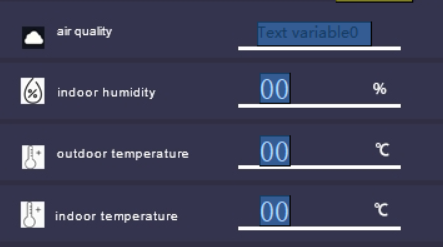 air quality Text variable0
indoor humidity 00 %
outdoor temperature 00 ℃
indoor temperature 00 ℃